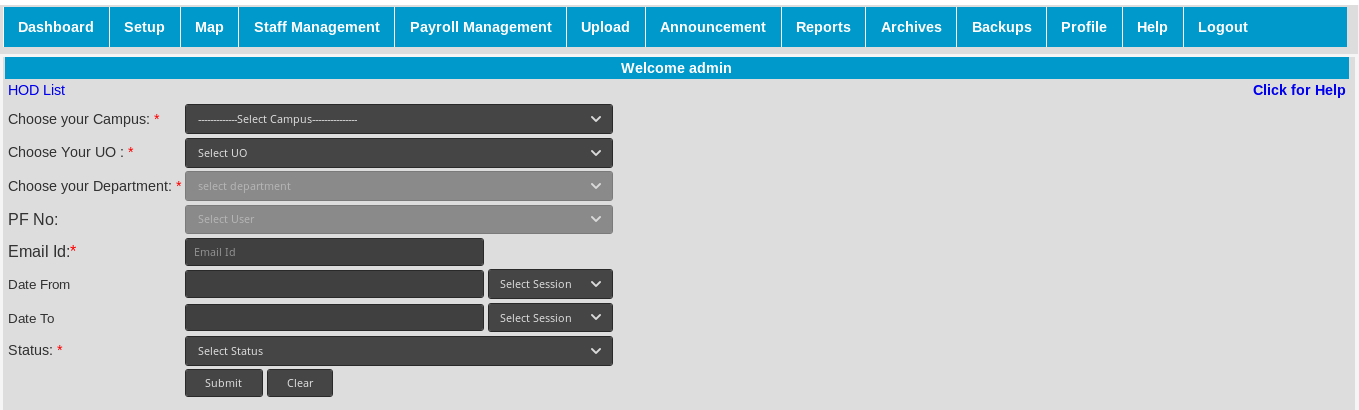 Dashboard Setup Map Staff Management Payroll Management Upload Announcement Reports Archives Backups Profile Help Logout
Welcome admin
HOD List Click for Help
Choose your Campus: * -------------Select Campus---------------
Choose Your UO : * Select UO
Choose your Department: * select department
PF No: Select User
Email Id:* Email Id
Date From Select Session
Date To Select Session
Status: * Select Status
Submit Clear